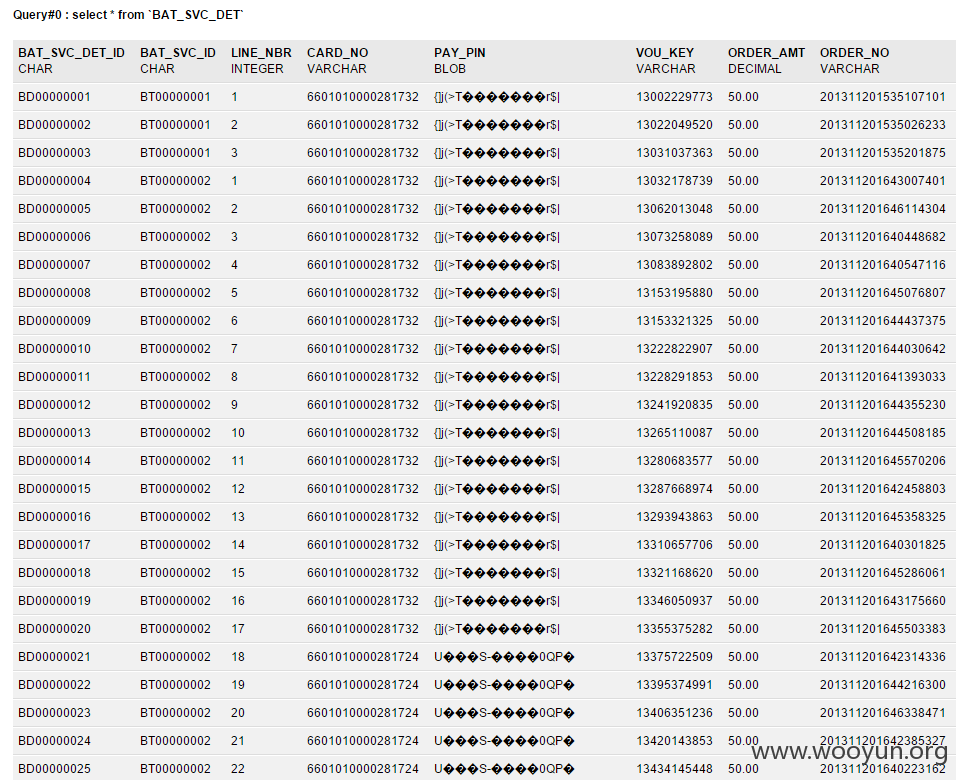 Query#0 : select * from `BAT_SVC_DET`
BAT_SVC_DET_ID BAT_SVC_ID LINE_NBR CARD_NO PAY_PIN VOU_KEY ORDER_AMT ORDER_NO
CHAR CHAR INTEGER VARCHAR BLOB VARCHAR DECIMAL VARCHAR
BD00000001 BT00000001 1 6601010000281732 {]j(>T�������r$| 13002229773 50.00 201311201535107101
BD00000002 BT00000001 2 6601010000281732 {]j(>T�������r$| 13022049520 50.00 201311201535026233
BD00000003 BT00000001 3 6601010000281732 {]j(>T�������r$| 13031037363 50.00 201311201535201875
BD00000004 BT00000002 1 6601010000281732 {]j(>T�������r$| 13032178739 50.00 201311201643007401
BD00000005 BT00000002 2 6601010000281732 {]j(>T�������r$| 13062013048 50.00 201311201646114304
BD00000006 BT00000002 3 6601010000281732 {]j(>T�������r$| 13073258089 50.00 201311201640448682
BD00000007 BT00000002 4 6601010000281732 {]j(>T�������r$| 13083892802 50.00 201311201640547116
BD00000008 BT00000002 5 6601010000281732 {]j(>T�������r$| 13153195880 50.00 201311201645076807
BD00000009 BT00000002 6 6601010000281732 {]j(>T�������r$| 13153321325 50.00 201311201644437375
BD00000010 BT00000002 7 6601010000281732 {]j(>T�������r$| 13222822907 50.00 201311201644030642
BD00000011 BT00000002 8 6601010000281732 {]j(>T�������r$| 13228291853 50.00 201311201641393033
BD00000012 BT00000002 9 6601010000281732 {]j(>T�������r$| 13241920835 50.00 201311201644355230
BD00000013 BT00000002 10 6601010000281732 {]j(>T�������r$| 13265110087 50.00 201311201644508185
BD00000014 BT00000002 11 6601010000281732 {]j(>T�������r$| 13280683577 50.00 201311201645570206
BD00000015 BT00000002 12 6601010000281732 {]j(>T�������r$| 13287668974 50.00 201311201642458803
BD00000016 BT00000002 13 6601010000281732 {]j(>T�������r$| 13293943863 50.00 201311201645358325
BD00000017 BT00000002 14 6601010000281732 {]j(>T�������r$| 13310657706 50.00 201311201640301825
BD00000018 BT00000002 15 6601010000281732 {]j(>T�������r$| 13321168620 50.00 201311201645286061
BD00000019 BT00000002 16 6601010000281732 {]j(>T�������r$| 13346050937 50.00 201311201643175660
BD00000020 BT00000002 17 6601010000281732 {]j(>T�������r$| 13355375282 50.00 201311201645503383
BD00000021 BT00000002 18 6601010000281724 U���S-����0QP� 13375722509 50.00 201311201642314336
BD00000022 BT00000002 19 6601010000281724 U���S-����0QP� 13395374991 50.00 201311201644216300
BD00000023 BT00000002 20 6601010000281724 U���S-����0QP� 13406351236 50.00 201311201646338471
BD00000024 BT00000002 21 6601010000281724 U���S-����0QP� 13420143853 50.00 201311201642385327
BD00000025 BT00000002 22 6601010000281724 U���S-����0QP� 13434145448 50.00 201311201640223162
www.wooyun.org